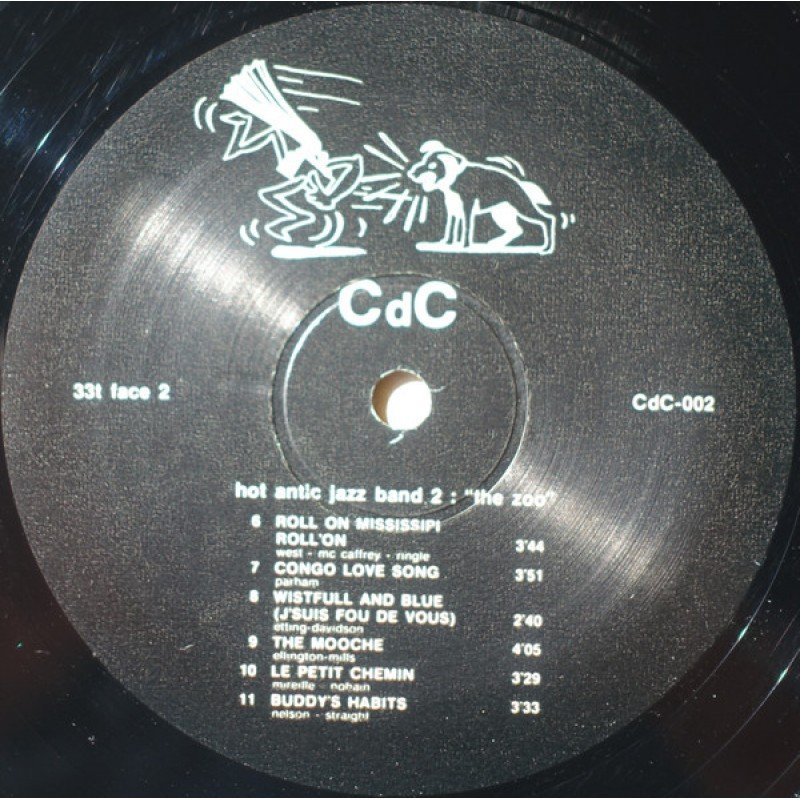 CdC
33t face 2
CdC-002
hot antic jazz band 2 : "the zoo"
6 ROLL ON MISSISSIPI
ROLL'ON 3'44
west - mc caffrey - ringle
7 CONGO LOVE SONG 3'51
parham
8 WISTFULL AND BLUE
(J'SUIS FOU DE VOUS) 2'40
etting-davidson
9 THE MOOCHE 4'05
ellington-mills
10 LE PETIT CHEMIN 3'29
mireille - nohain
11 BUDDY'S HABITS 3'33
nelson - straight